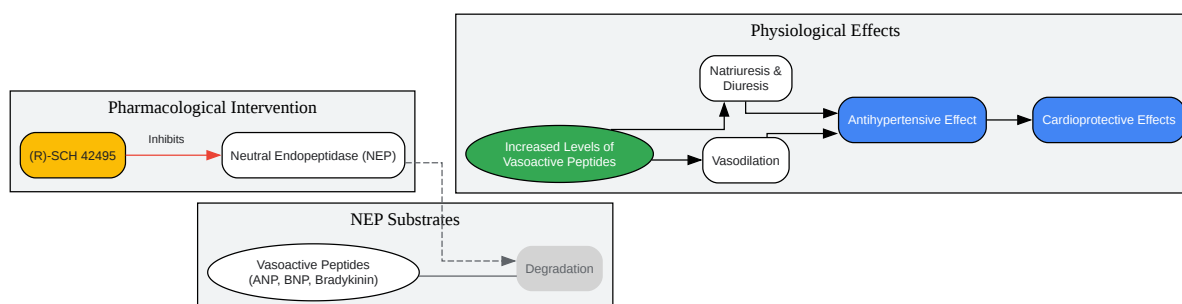 Pharmacological Intervention
(R)-SCH 42495
Inhibits
Neutral Endopeptidase (NEP)
NEP Substrates
Vasoactive Peptides
(ANP, BNP, Bradykinin)
Degradation
Physiological Effects
Increased Levels of
Vasoactive Peptides
Natriuresis &
Diuresis
Vasodilation
Antihypertensive Effect
Cardioprotective Effects